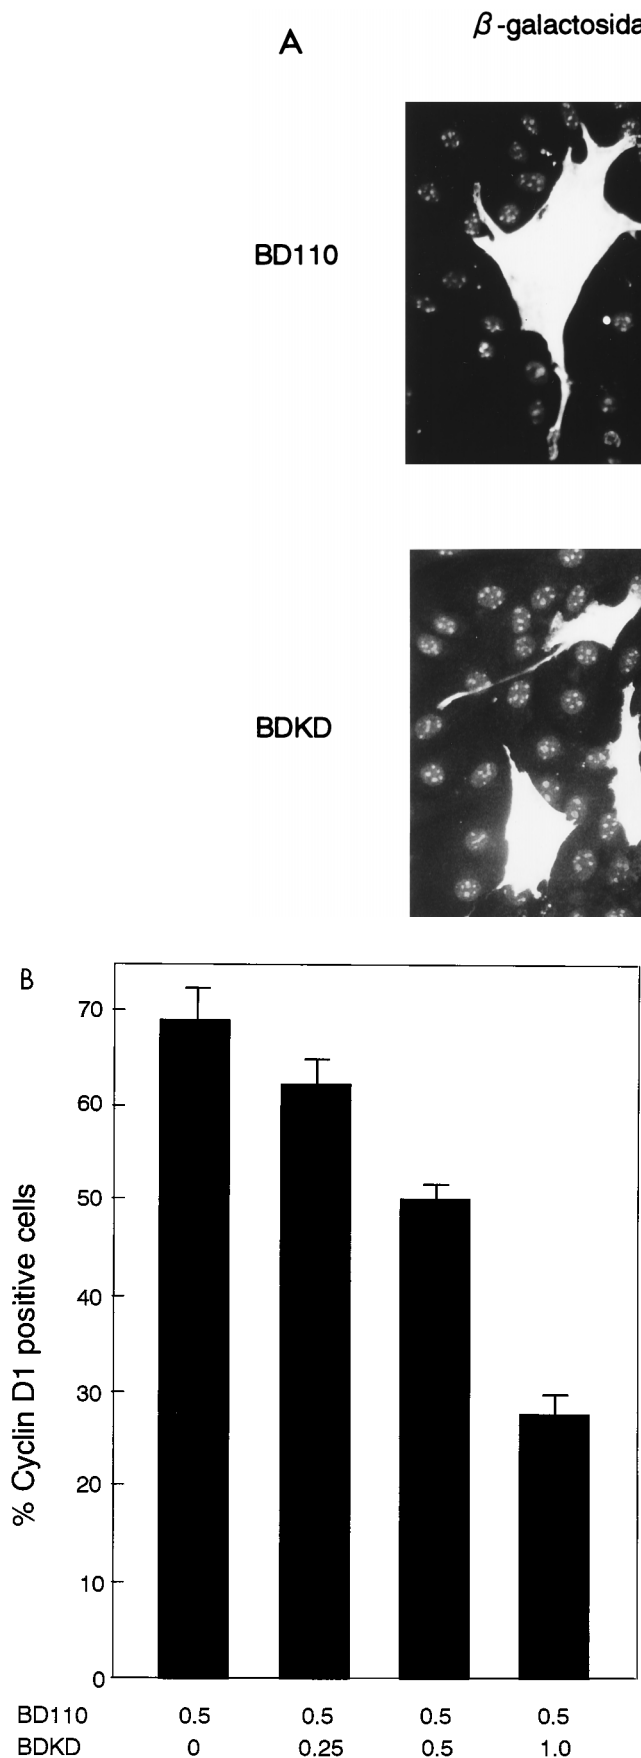 A
β-galactosida
BD110
BDKD
B
% Cyclin D1 positive cells
70
60
50
40
30
20
10
0
BD110 0.5 0.5 0.5 0.5
BDKD 0 0.25 0.5 1.0